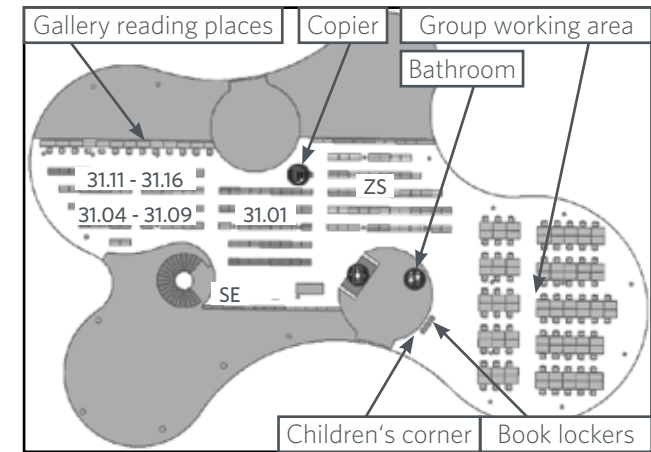 Gallery reading places
Copier
Group working area
Bathroom
31.11 - 31.16
ZS
31.04 - 31.09
31.01
SE
Children‘s corner
Book lockers